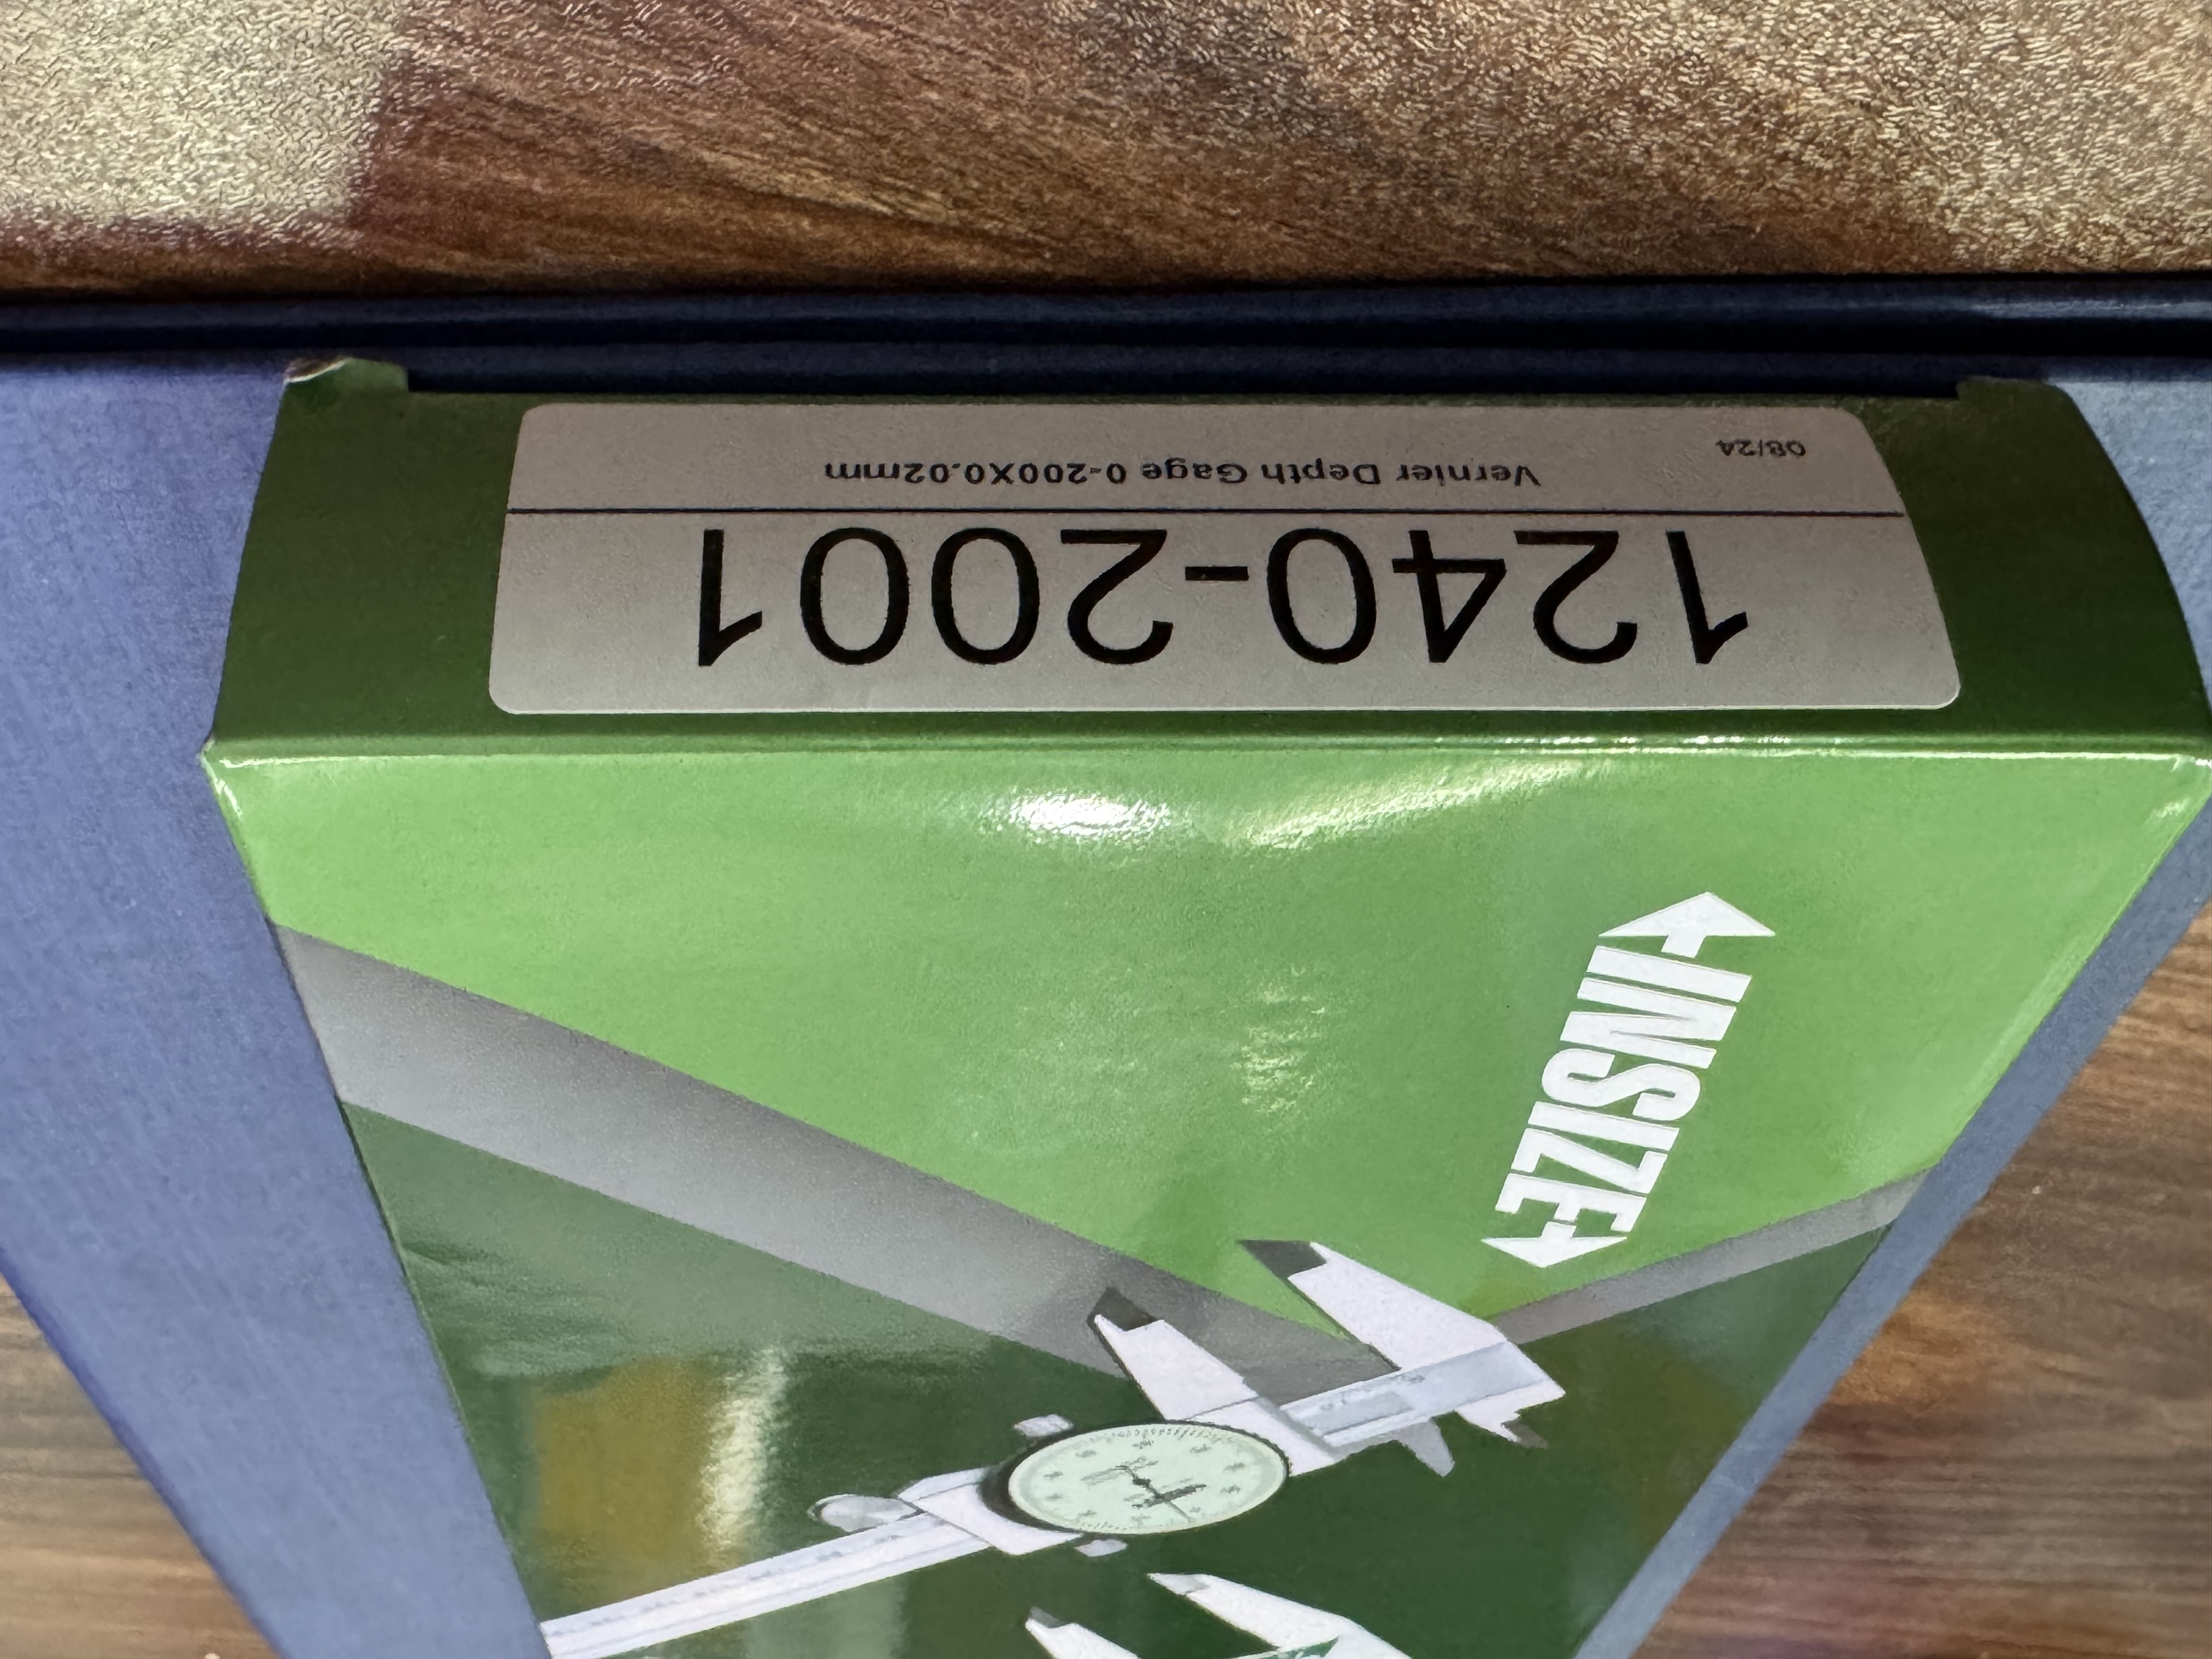 1240-2001
Vernier Depth Gage 0-200X0.02mm
08/24
INSIZE